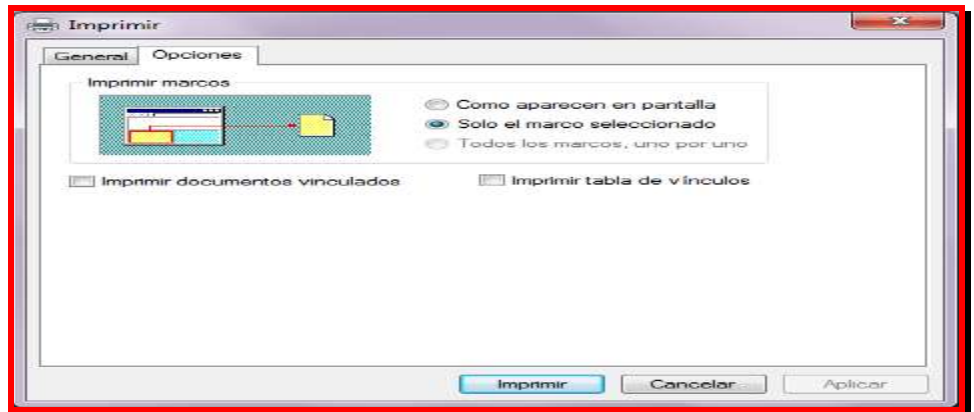 Imprimir
General Opciones
Imprimir marcos
Como aparecen en pantalla
Solo el marco seleccionado
Todos los marcos, uno por uno
Imprimir documentos vinculados Imprimir tabla de vínculos
Imprimir Cancelar Aplicar